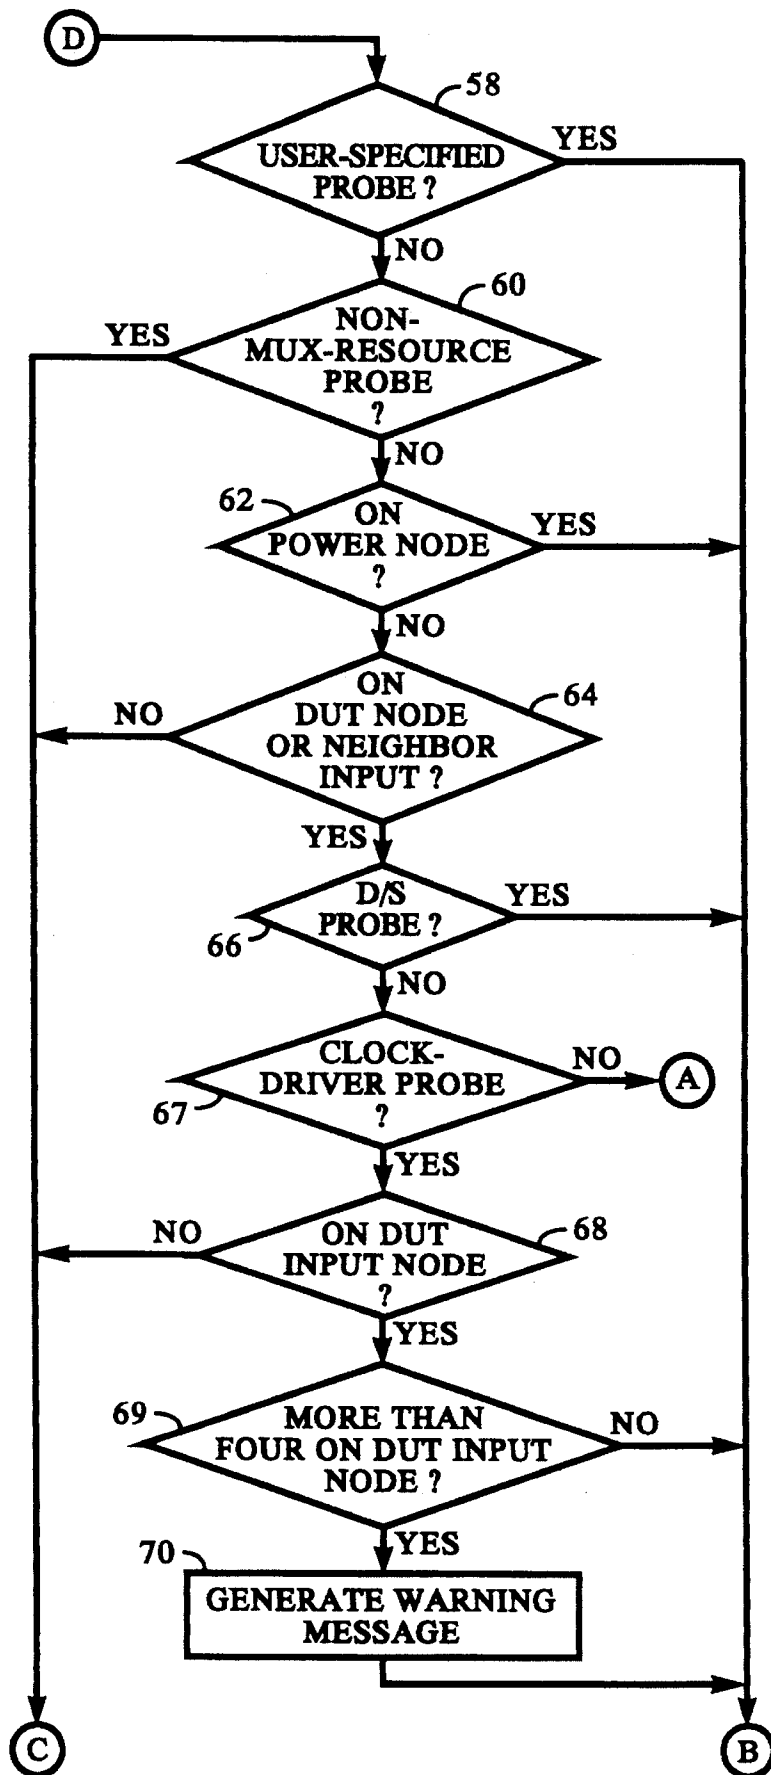 D
58
USER-SPECIFIED
PROBE ?
YES
NO
60
NON-
MUX-RESOURCE
PROBE
?
YES
NO
62
ON
POWER NODE
?
YES
NO
64
ON
DUT NODE
OR NEIGHBOR
INPUT ?
NO
YES
D/S
PROBE ?
YES
66
NO
CLOCK-
DRIVER PROBE
?
NO
A
67
YES
68
NO
ON DUT
INPUT NODE
?
YES
69
MORE THAN
FOUR ON DUT INPUT
NODE ?
NO
YES
70
GENERATE WARNING
MESSAGE
C
B